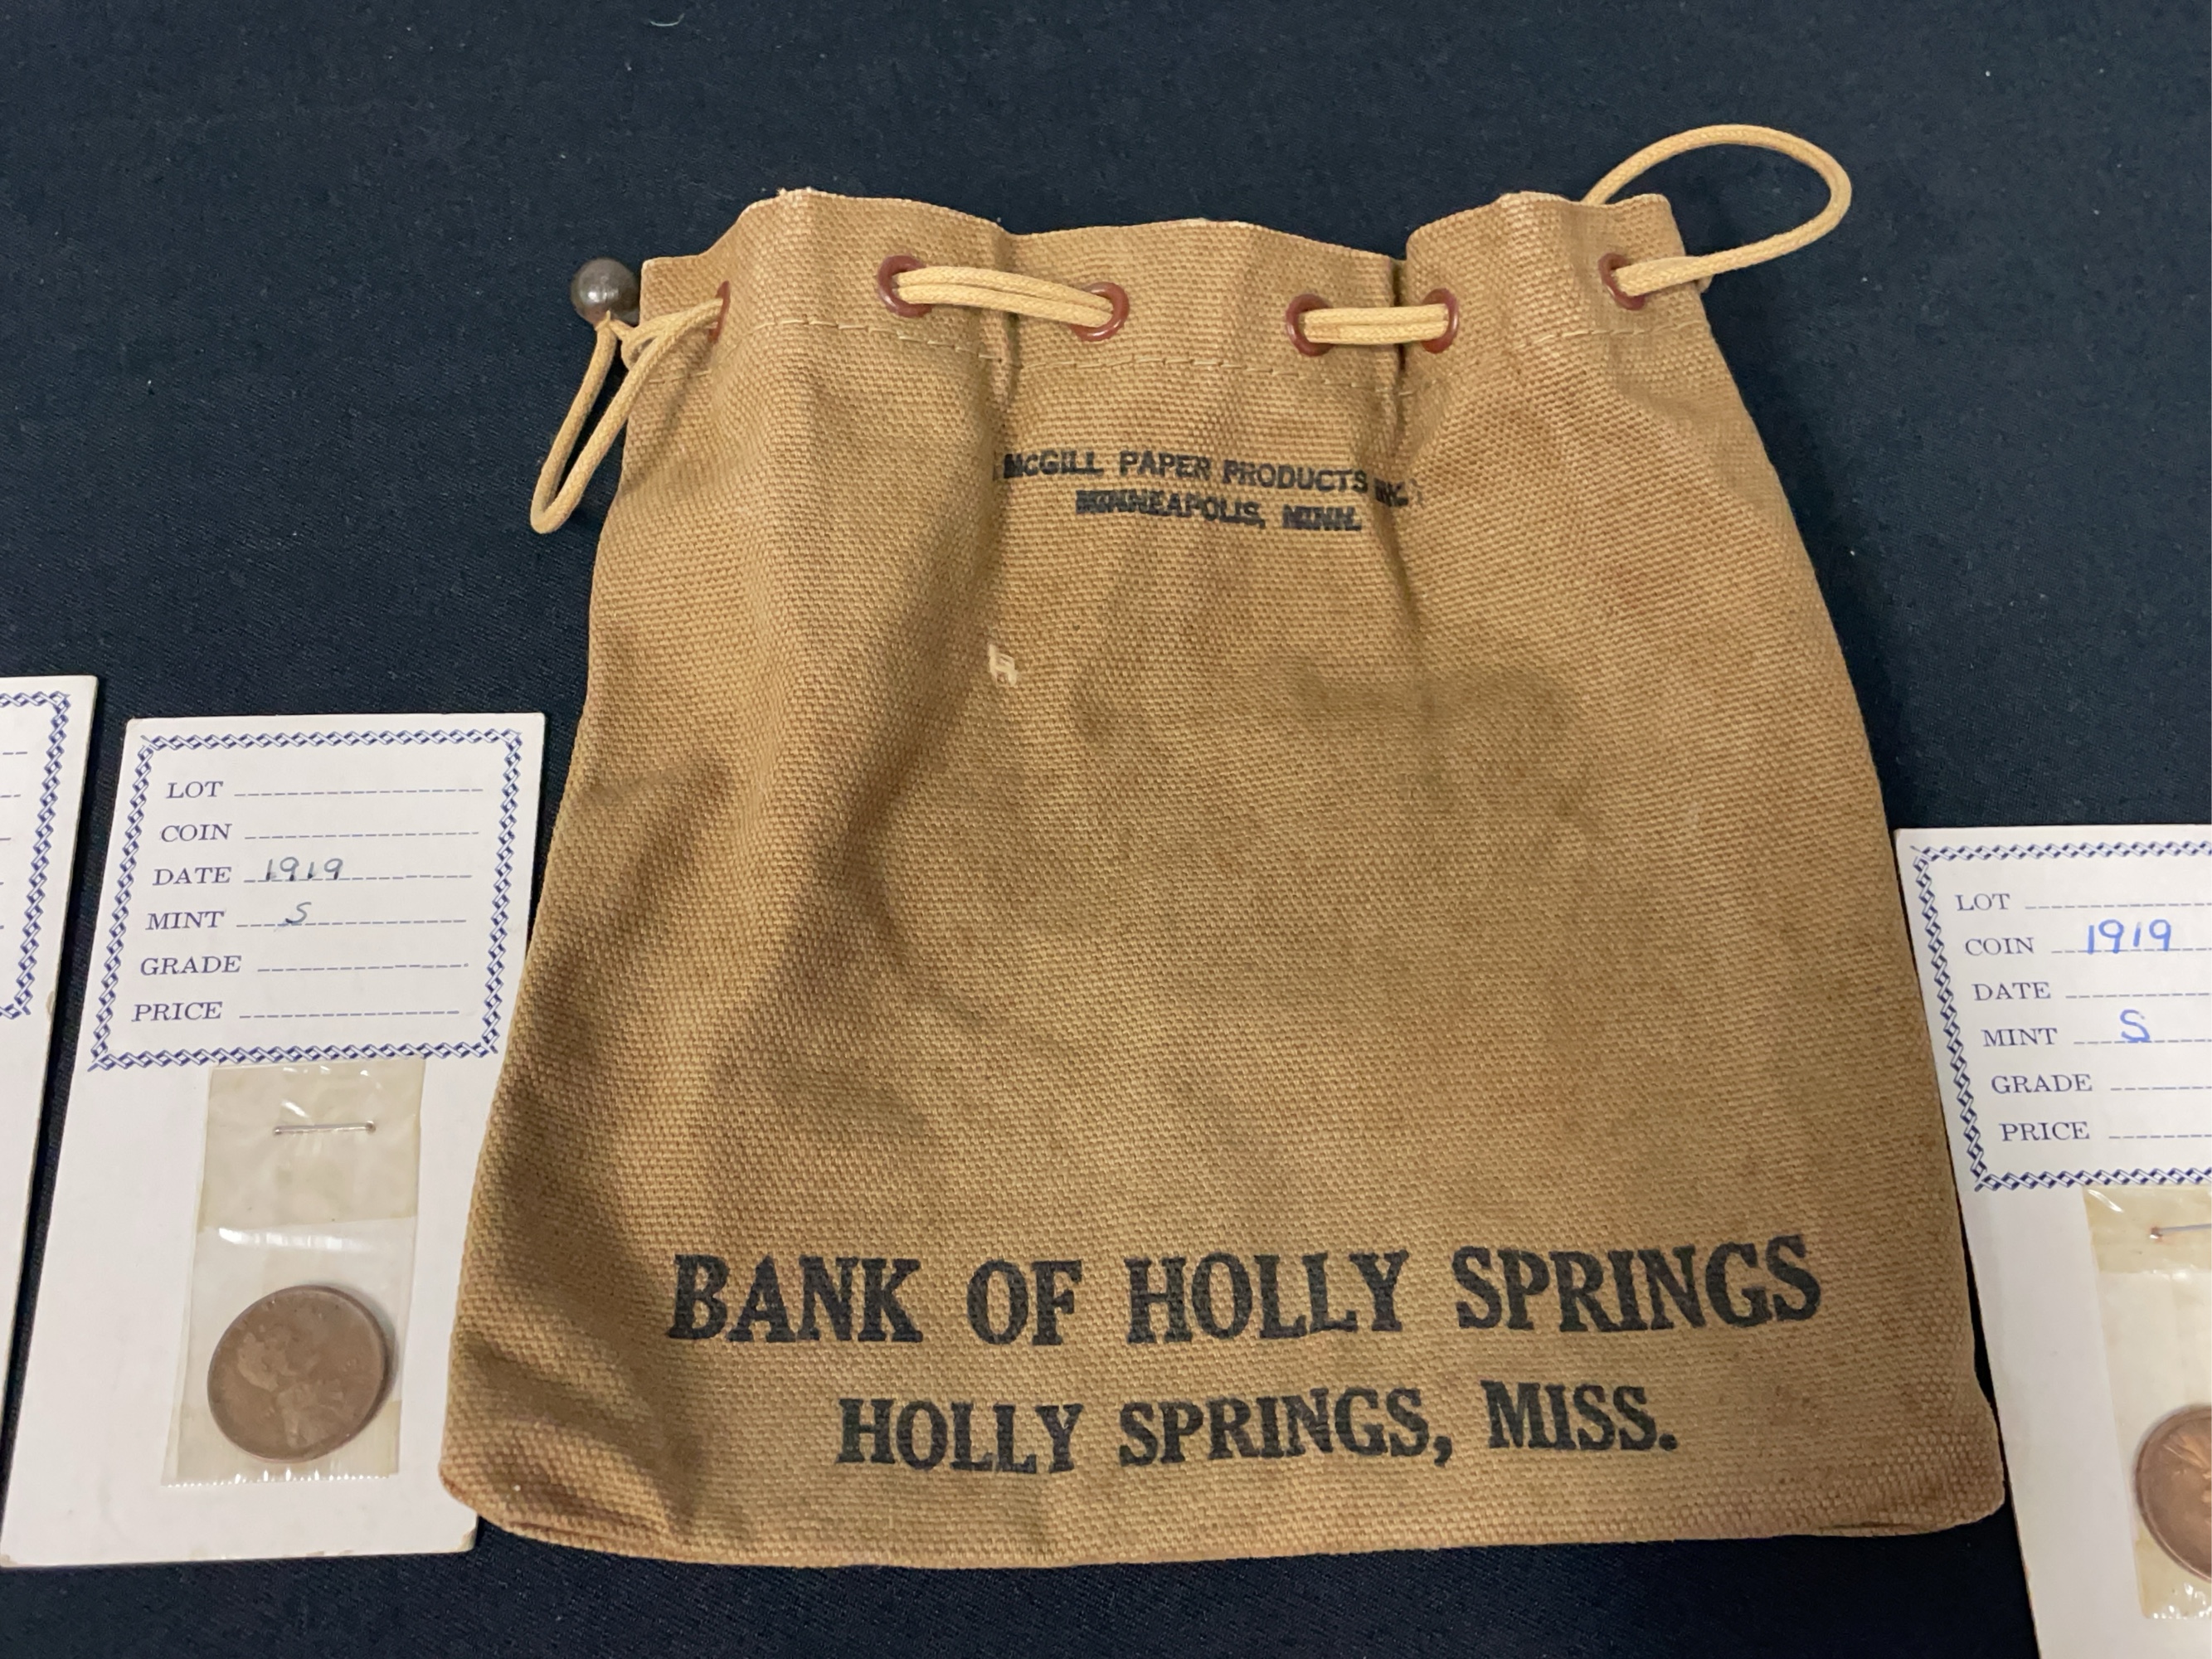 MCGILL PAPER PRODUCTS INC.
MINNEAPOLIS, MINN.
BANK OF HOLLY SPRINGS
HOLLY SPRINGS, MISS.
LOT
COIN
DATE 1919
MINT S
GRADE
PRICE
LOT
COIN 1919
DATE
MINT S
GRADE
PRICE